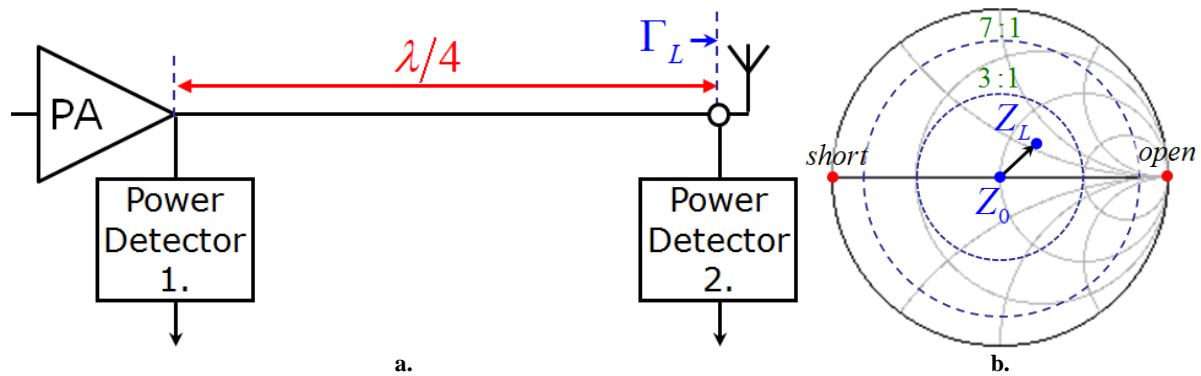 PA
λ/4
Γ_L
Power
Detector
1.
Power
Detector
2.
a.
7:1
3:1
Z_L
short
open
Z_0
b.